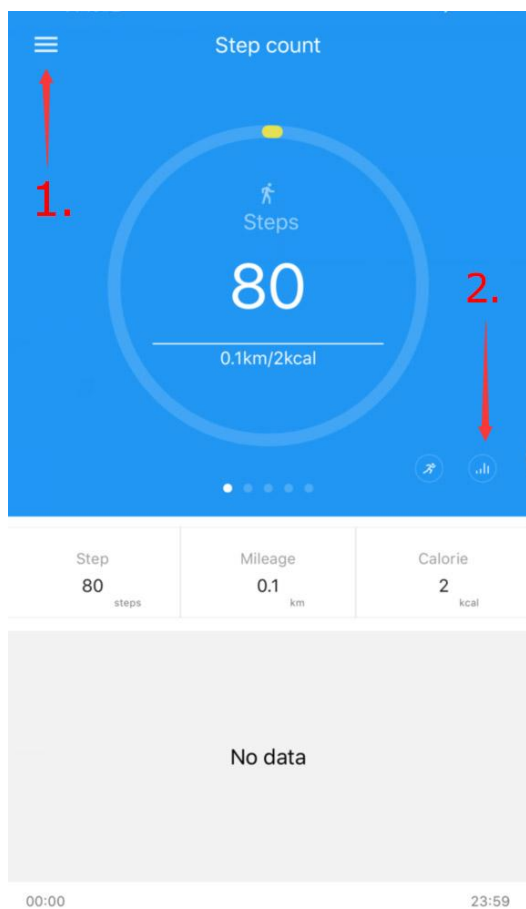 Step count
1.
Steps
80
2.
0.1km/2kcal
Step
Mileage
Calorie
80
0.1
2
steps
km
kcal
No data
00:00
23:59